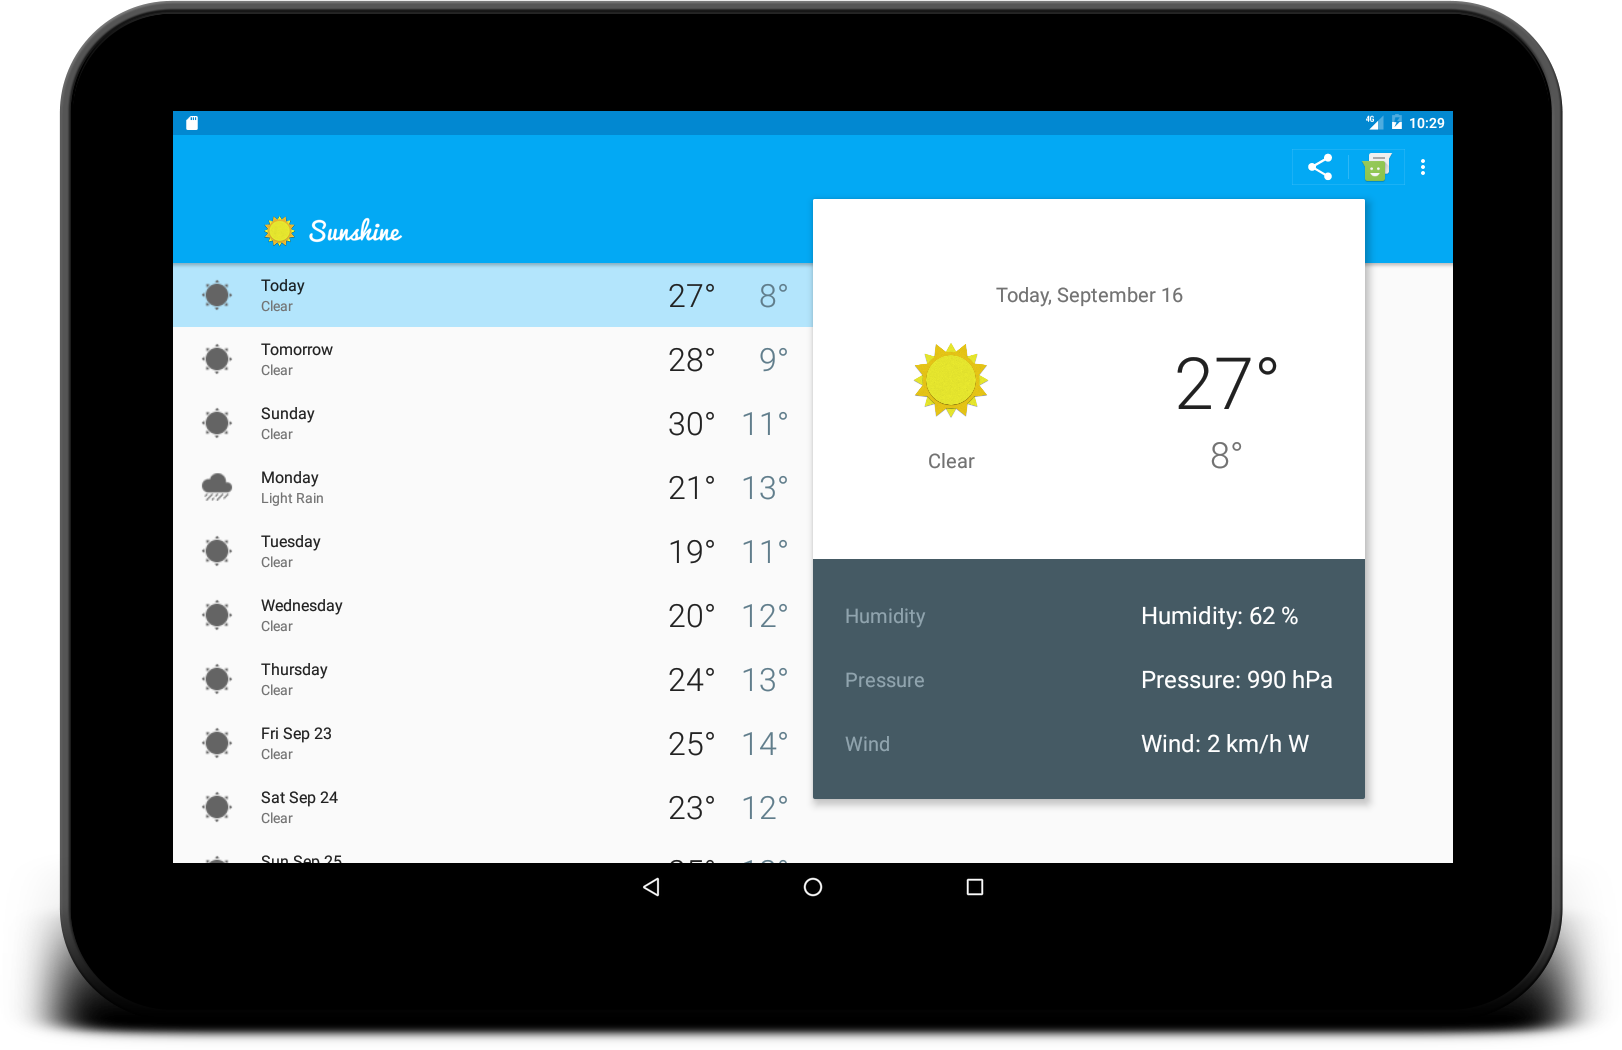 4G 10:29
Sunshine
Today
Clear
27° 8°
Tomorrow
Clear
28° 9°
Sunday
Clear
30° 11°
Monday
Light Rain
21° 13°
Tuesday
Clear
19° 11°
Wednesday
Clear
20° 12°
Thursday
Clear
24° 13°
Fri Sep 23
Clear
25° 14°
Sat Sep 24
Clear
23° 12°
Sun Sep 25
Today, September 16
27°
8°
Clear
Humidity Humidity: 62 %
Pressure Pressure: 990 hPa
Wind Wind: 2 km/h W